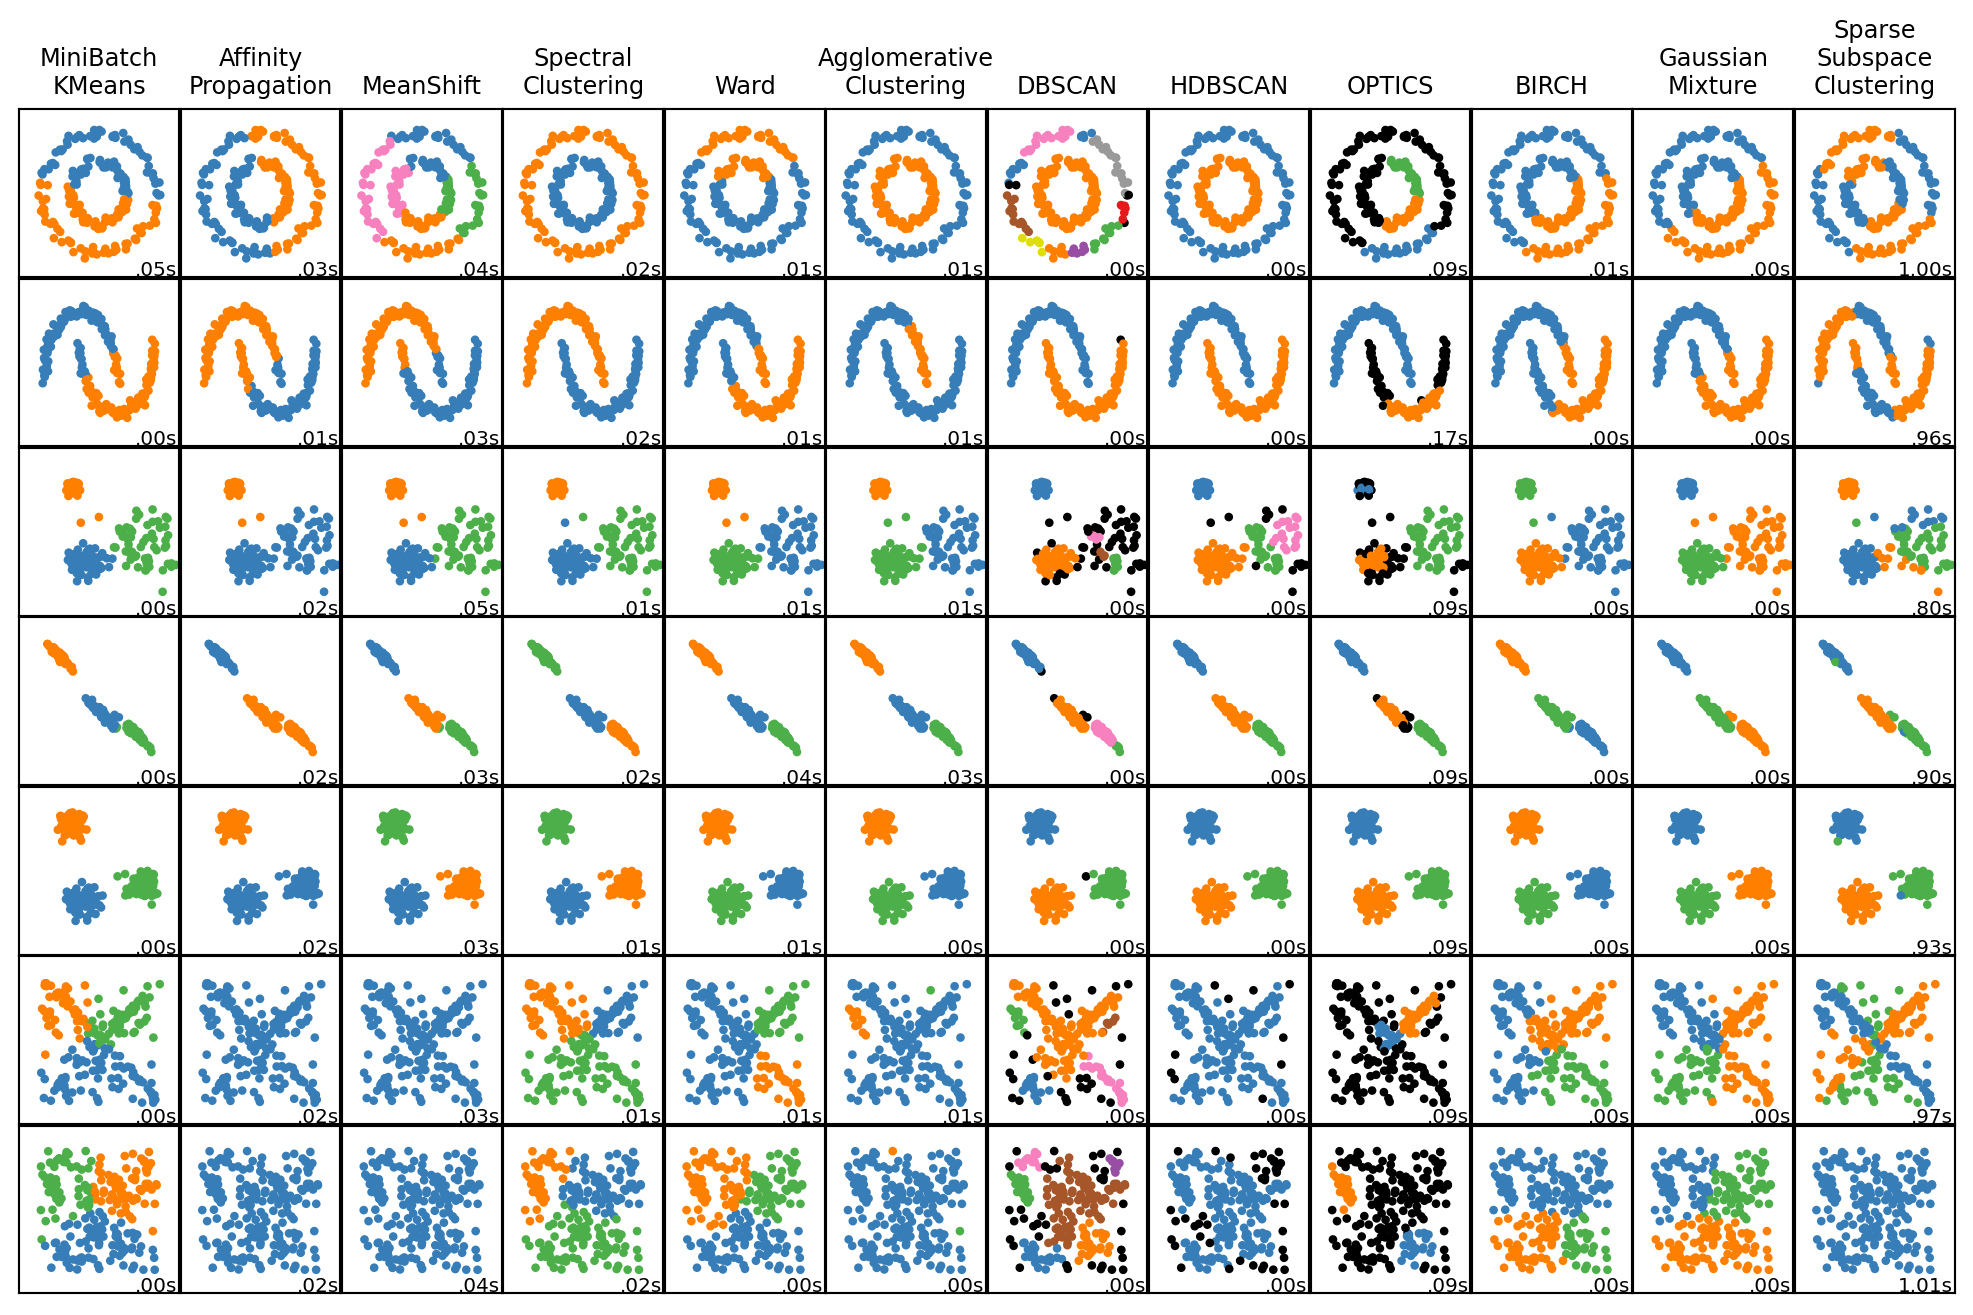 MiniBatch
KMeans
Affinity
Propagation
MeanShift
Spectral
Clustering
Ward
Agglomerative
Clustering
DBSCAN
HDBSCAN
OPTICS
BIRCH
Gaussian
Mixture
Sparse
Subspace
Clustering
.05s .03s .04s .02s .01s .01s .00s .00s .09s .01s .00s 1.00s
.00s .01s .03s .02s .01s .01s .00s .00s .17s .00s .00s .96s
.00s .02s .05s .01s .01s .01s .00s .00s .09s .00s .00s .80s
.00s .02s .03s .02s .04s .03s .00s .00s .09s .00s .00s .90s
.00s .02s .03s .01s .01s .00s .00s .00s .09s .00s .00s .93s
.00s .02s .03s .01s .01s .01s .00s .00s .09s .00s .00s .97s
.00s .02s .04s .02s .00s .00s .00s .00s .09s .00s .00s 1.01s